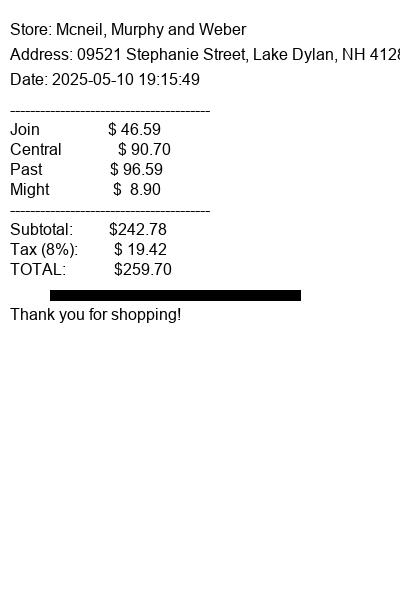 Store: Mcneil, Murphy and Weber
Address: 09521 Stephanie Street, Lake Dylan, NH 4128
Date: 2025-05-10 19:15:49
----------------------------------------
Join $ 46.59
Central $ 90.70
Past $ 96.59
Might $ 8.90
----------------------------------------
Subtotal: $242.78
Tax (8%): $ 19.42
TOTAL: $259.70
Thank you for shopping!